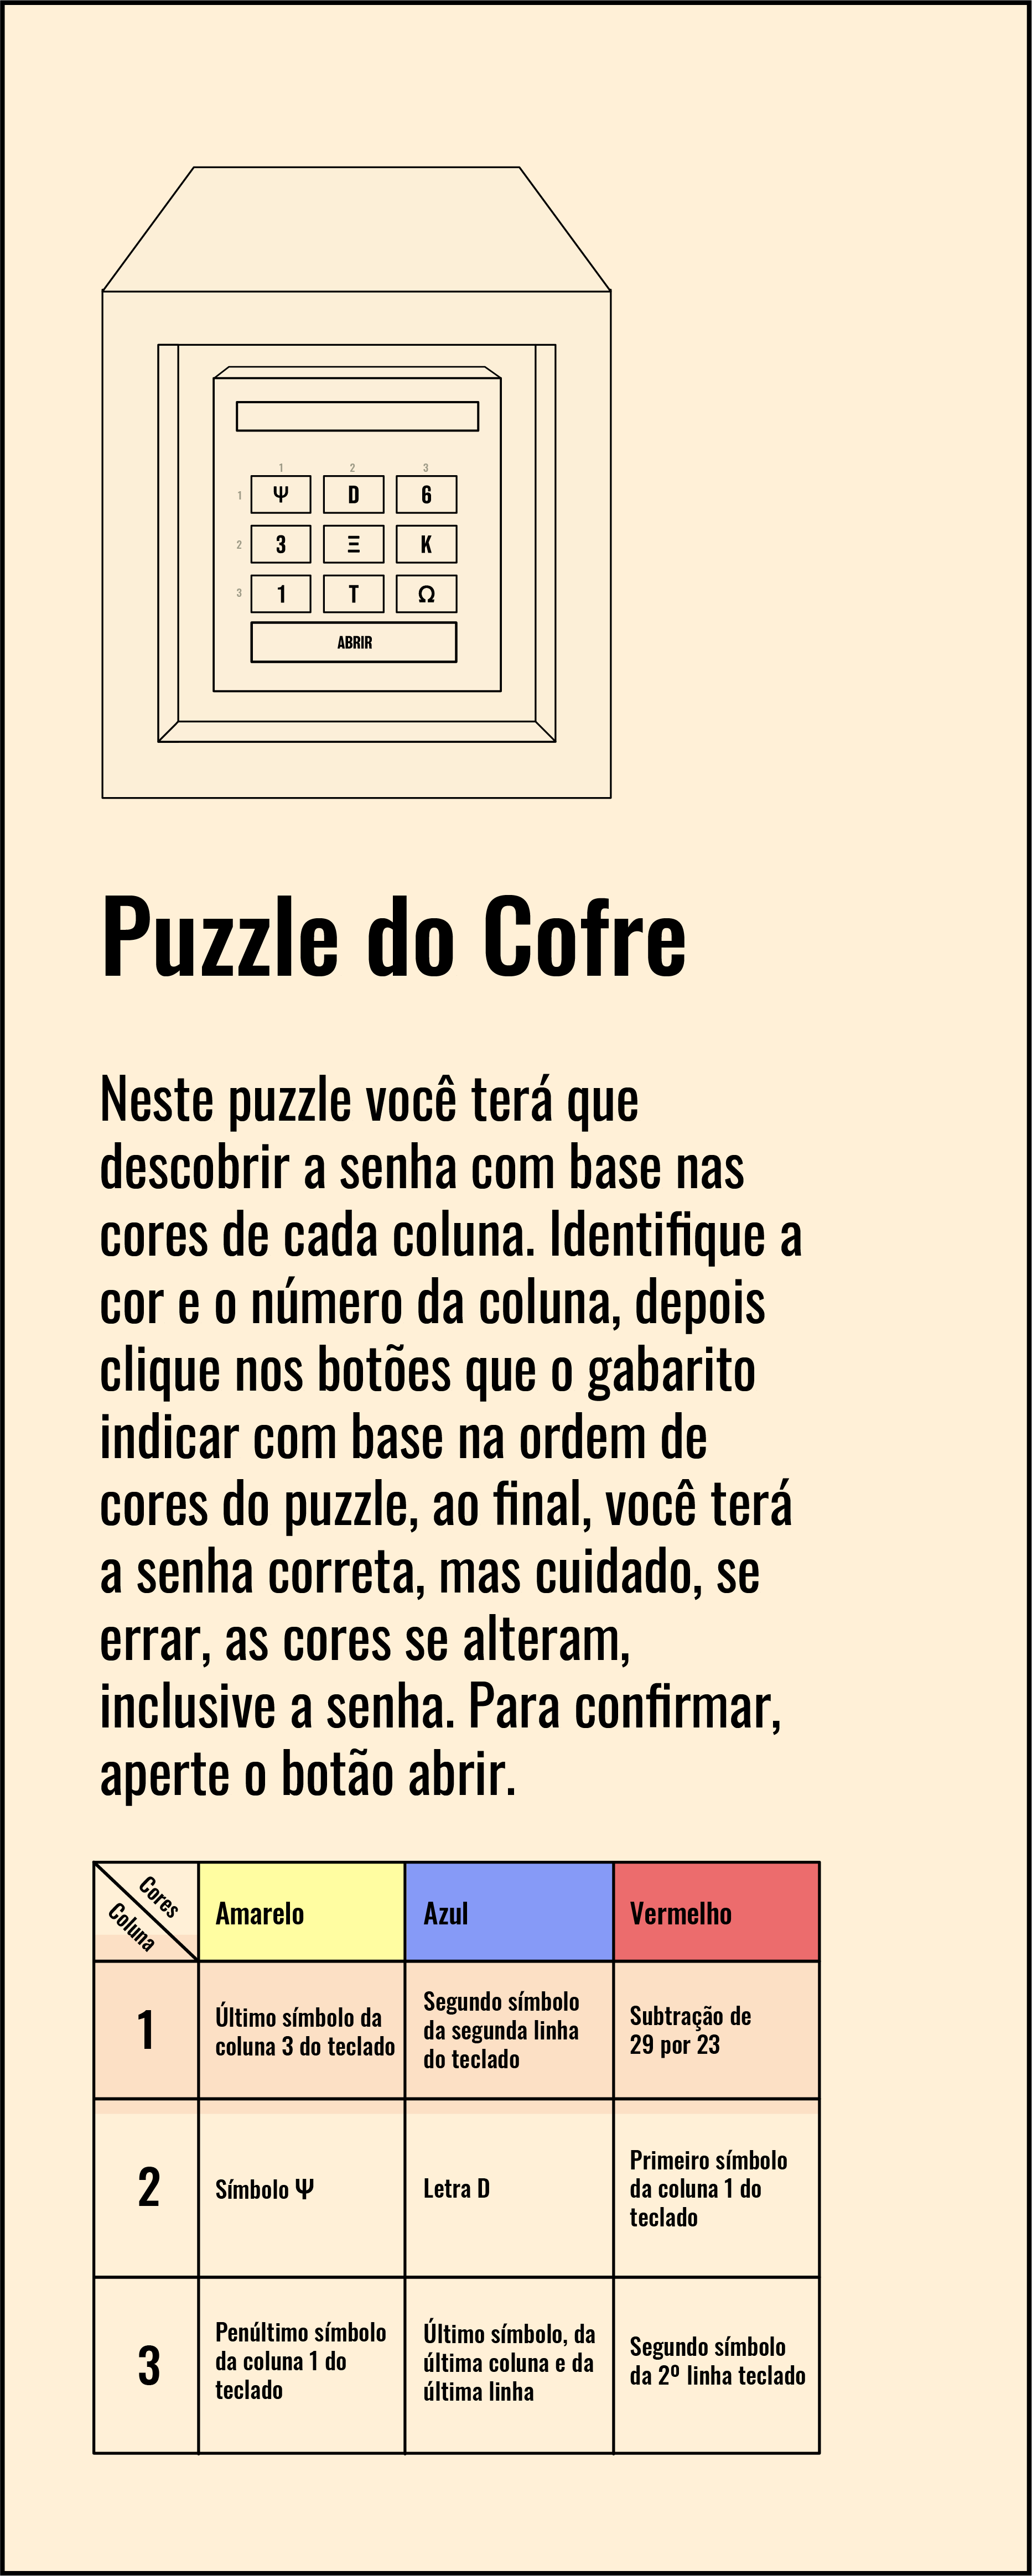 1 2 3
1 Ψ D 6
2 3 Ξ K
3 1 T Ω
ABRIR
Puzzle do Cofre
Neste puzzle você terá que
descobrir a senha com base nas
cores de cada coluna. Identifique a
cor e o número da coluna, depois
clique nos botões que o gabarito
indicar com base na ordem de
cores do puzzle, ao final, você terá
a senha correta, mas cuidado, se
errar, as cores se alteram,
inclusive a senha. Para confirmar,
aperte o botão abrir.
Cores
Coluna
Amarelo
Azul
Vermelho
1
Último símbolo da
coluna 3 do teclado
Segundo símbolo
da segunda linha
do teclado
Subtração de
29 por 23
2
Símbolo Ψ
Letra D
Primeiro símbolo
da coluna 1 do
teclado
3
Penúltimo símbolo
da coluna 1 do
teclado
Último símbolo, da
última coluna e da
última linha
Segundo símbolo
da 2º linha teclado